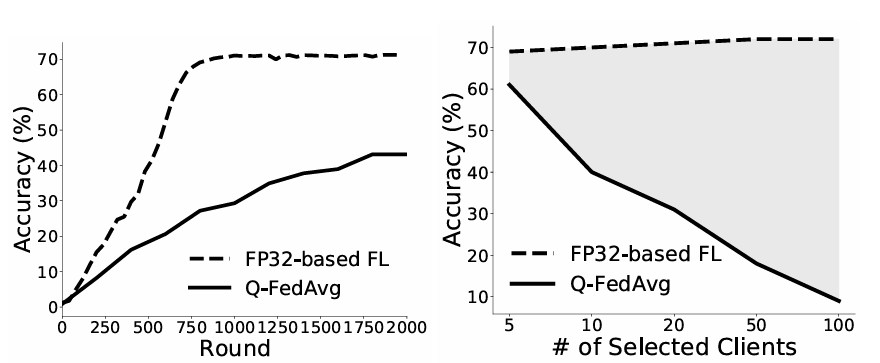 Accuracy (%)
70
60
50
40
30
20
10
0
FP32-based FL
Q-FedAvg
0 250 500 750 1000 1250 1500 1750 2000
Round
Accuracy (%)
70
60
50
40
30
20
10
FP32-based FL
Q-FedAvg
5 10 20 50 100
# of Selected Clients